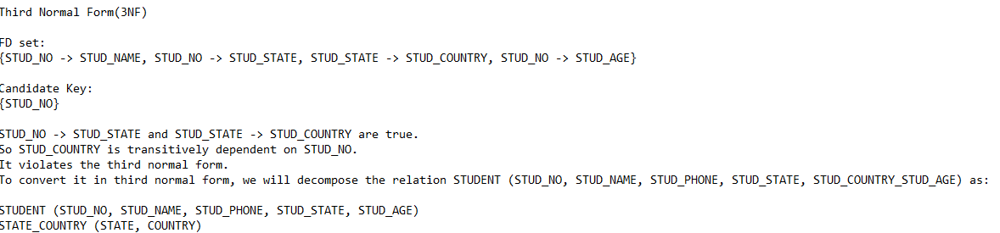 Third Normal Form(3NF)
FD set:
{STUD_NO -> STUD_NAME, STUD_NO -> STUD_STATE, STUD_STATE -> STUD_COUNTRY, STUD_NO -> STUD_AGE}
Candidate Key:
{STUD_NO}
STUD_NO -> STUD_STATE and STUD_STATE -> STUD_COUNTRY are true.
So STUD_COUNTRY is transitively dependent on STUD_NO.
It violates the third normal form.
To convert it in third normal form, we will decompose the relation STUDENT (STUD_NO, STUD_NAME, STUD_PHONE, STUD_STATE, STUD_COUNTRY_STUD_AGE) as:
STUDENT (STUD_NO, STUD_NAME, STUD_PHONE, STUD_STATE, STUD_AGE)
STATE_COUNTRY (STATE, COUNTRY)